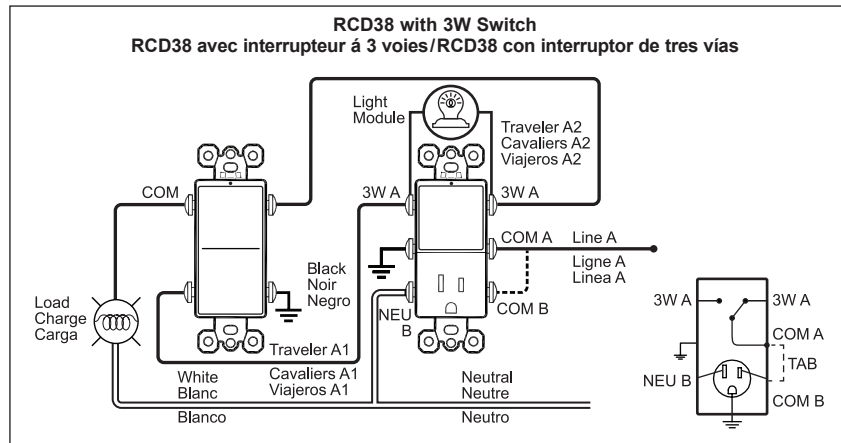 RCD38 with 3W Switch
RCD38 avec interrupteur á 3 voies/RCD38 con interruptor de tres vías
Light
Module
Traveler A2
Cavaliers A2
Viajeros A2
COM
3W A
3W A
COM A
Line A
Ligne A
Linea A
Black
Noir
Negro
COM B
NEU
B
Load
Charge
Carga
Traveler A1
Cavaliers A1
Viajeros A1
White
Blanc
Blanco
Neutral
Neutre
Neutro
3W A
3W A
COM A
TAB
NEU B
COM B